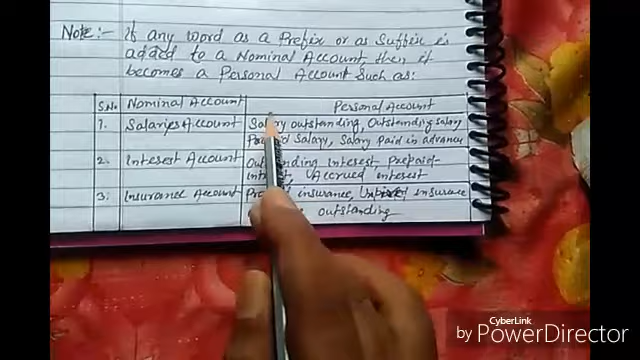 Note:- If any word as a Prefix or as Suffix is
added to a Nominal Account, then it
becomes a Personal Account such as:
S.No Nominal Account Personal Account
1. Salaries Account Salary outstanding, Outstanding salary
Salary, Salary Paid in advance
2. Interest Account Outstanding interest, Prepaid
interest, Accrued interest
3. Insurance Account insurance, insurance
outstanding
CyberLink
by PowerDirector